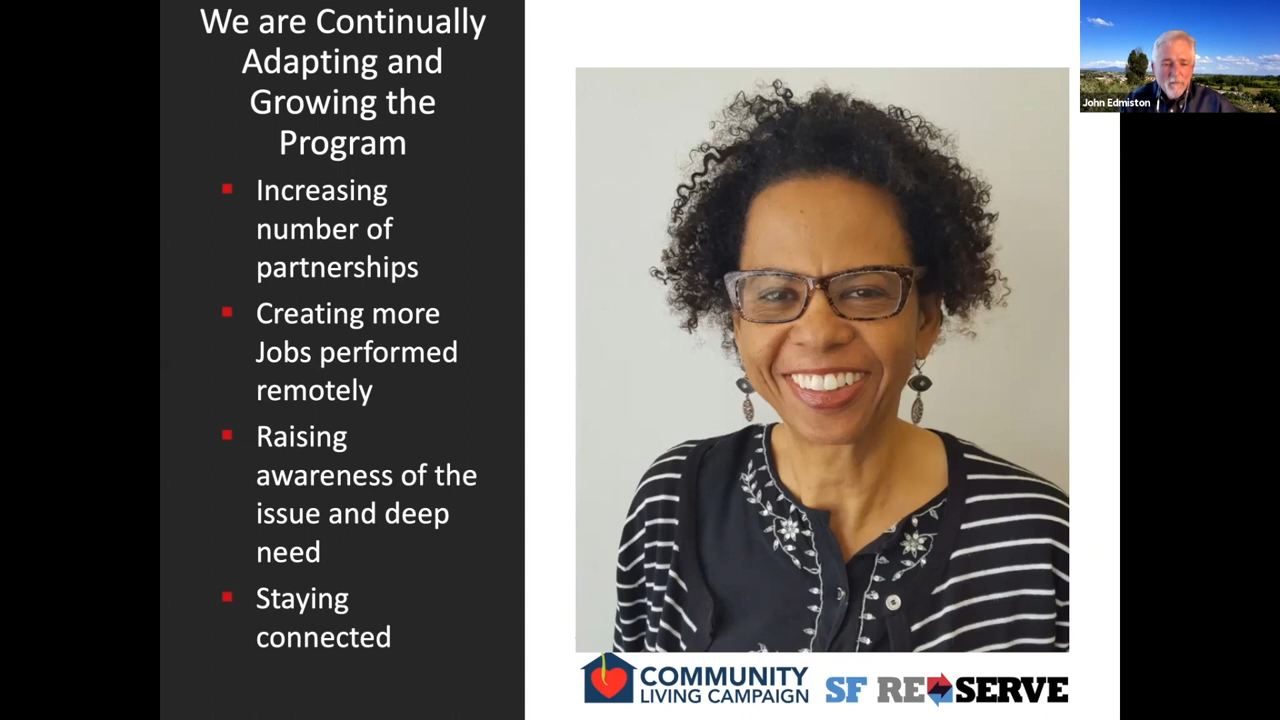 We are Continually
Adapting and
Growing the
Program
Increasing
number of
partnerships
Creating more
Jobs performed
remotely
Raising
awareness of the
issue and deep
need
Staying
connected
John Edmiston
COMMUNITY
LIVING CAMPAIGN
SF RE SERVE